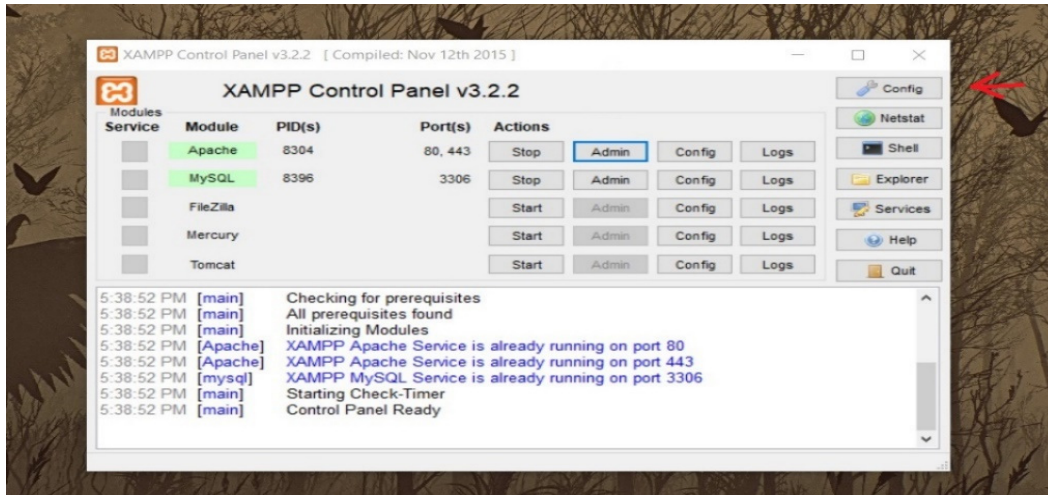 XAMPP Control Panel v3.2.2 [ Compiled: Nov 12th 2015 ]
XAMPP Control Panel v3.2.2
Config
Modules
Service Module PID(s) Port(s) Actions
Netstat
Apache 8304 80, 443 Stop Admin Config Logs
Shell
MySQL 8396 3306 Stop Admin Config Logs
Explorer
FileZilla Start Admin Config Logs
Services
Mercury Start Admin Config Logs
Help
Tomcat Start Admin Config Logs
Quit
5:38:52 PM [main] Checking for prerequisites
5:38:52 PM [main] All prerequisites found
5:38:52 PM [main] Initializing Modules
5:38:52 PM [Apache] XAMPP Apache Service is already running on port 80
5:38:52 PM [Apache] XAMPP Apache Service is already running on port 443
5:38:52 PM [mysql] XAMPP MySQL Service is already running on port 3306
5:38:52 PM [main] Starting Check-Timer
5:38:52 PM [main] Control Panel Ready